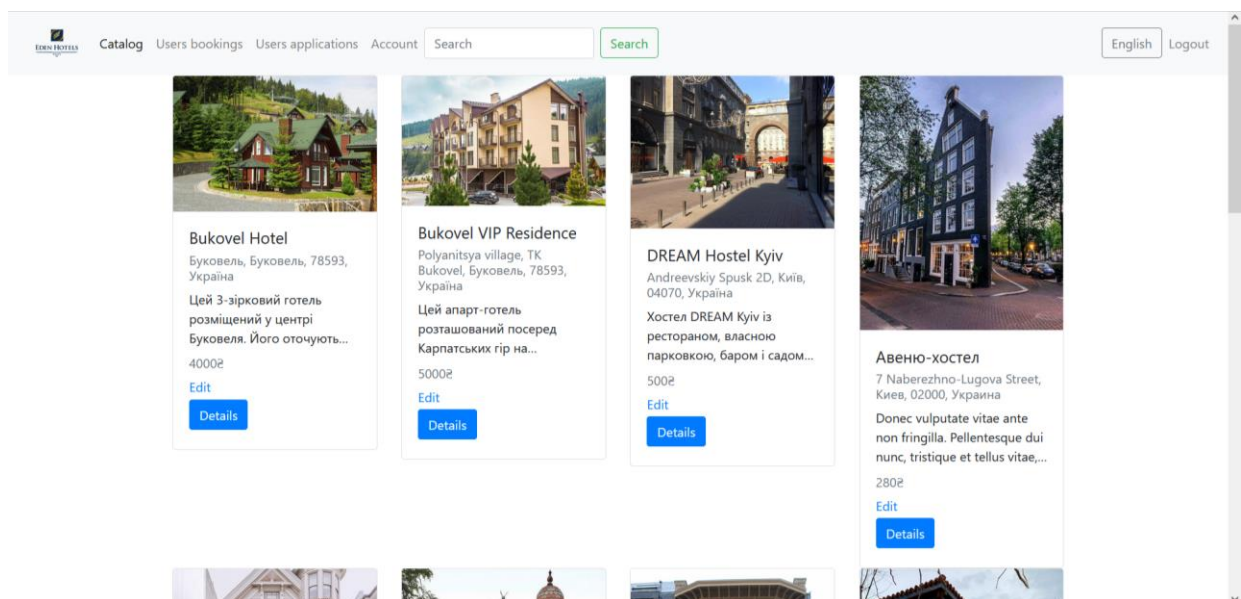 EDEN HOTELS
Catalog
Users bookings
Users applications
Account
Search
Search
English
Logout
Bukovel Hotel
Буковель, Буковель, 78593,
Україна
Цей 3-зірковий готель
розміщений у центрі
Буковеля. Його оточують...
4000₴
Edit
Details
Bukovel VIP Residence
Polyanitsya village, TK
Bukovel, Буковель, 78593,
Україна
Цей апарт-готель
розташований посеред
Карпатських гір на...
5000₴
Edit
Details
DREAM Hostel Kyiv
Andreevskiy Spusk 2D, Київ,
04070, Україна
Хостел DREAM Kyiv із
рестораном, власною
парковкою, баром і садом...
500₴
Edit
Details
Авеню-хостел
7 Naberezhno-Lugova Street,
Киев, 02000, Украина
Donec vulputate vitae ante
non fringilla. Pellentesque dui
nunc, tristique et tellus vitae,...
280₴
Edit
Details